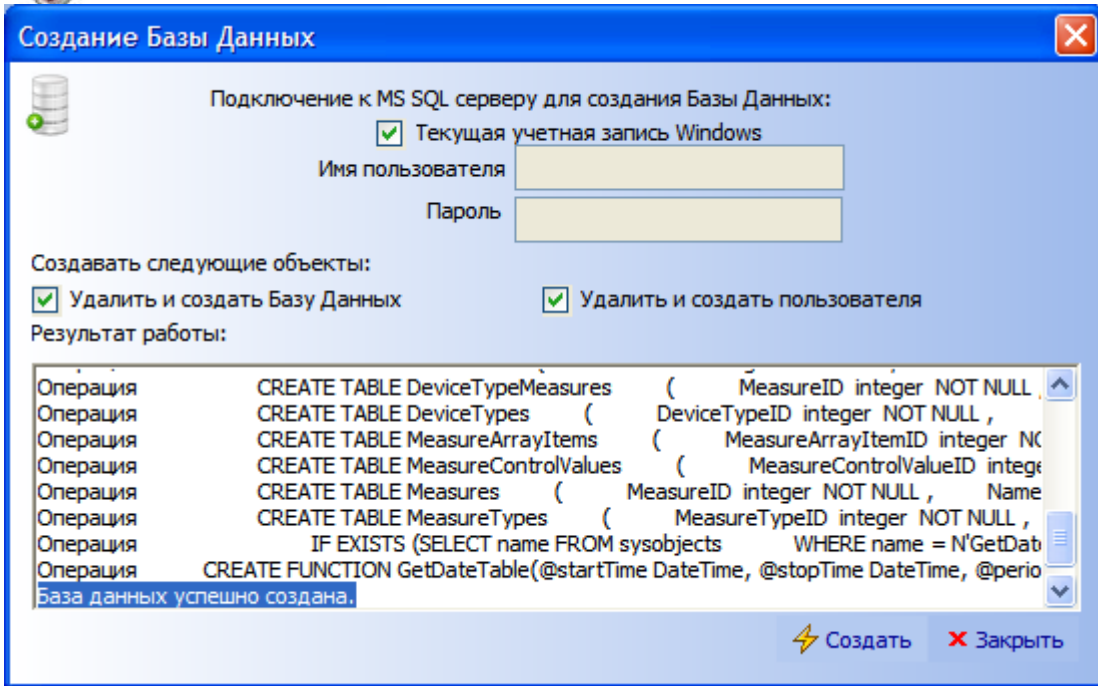 Создание Базы Данных
Подключение к MS SQL серверу для создания Базы Данных:
Текущая учетная запись Windows
Имя пользователя
Пароль
Создавать следующие объекты:
Удалить и создать Базу Данных Удалить и создать пользователя
Результат работы:
Операция CREATE TABLE DeviceTypeMeasures ( MeasureID integer NOT NULL ,
Операция CREATE TABLE DeviceTypes ( DeviceTypeID integer NOT NULL ,
Операция CREATE TABLE MeasureArrayItems ( MeasureArrayItemID integer
Операция CREATE TABLE MeasureControlValues ( MeasureControlValueID
Операция CREATE TABLE Measures ( MeasureID integer NOT NULL , Name
Операция CREATE TABLE MeasureTypes ( MeasureTypeID integer NOT NULL ,
Операция IF EXISTS (SELECT name FROM sysobjects WHERE name =
Операция CREATE FUNCTION GetDateTable(@startTime DateTime, @stopTime DateTime,
База данных успешно создана.
Создать Закрыть